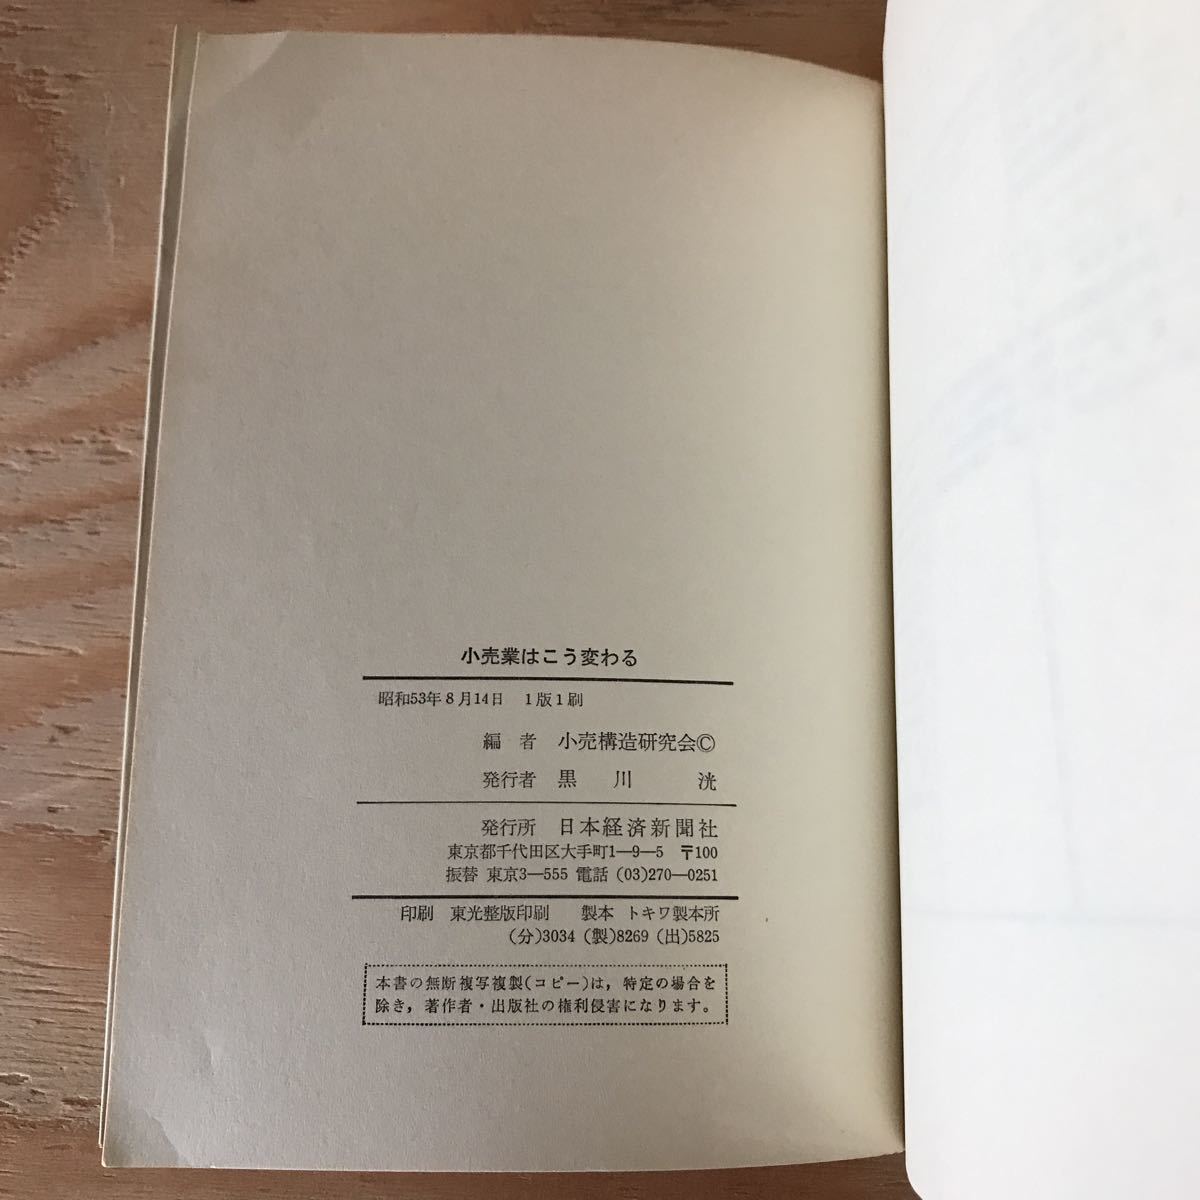 小売業はこう変わる
昭和53年8月14日 1版1刷
編者 小売構造研究会©
発行者 黒川 洸
発行所 日本経済新聞社
東京都千代田区大手町1―9―5 〒100
振替 東京3―555 電話 (03)270―0251
印刷 東光整版印刷 製本 トキワ製本所
(分)3034 (製)8269 (出)5825
本書の無断複写複製(コピー)は，特定の場合を
除き，著作者・出版社の権利侵害になります。